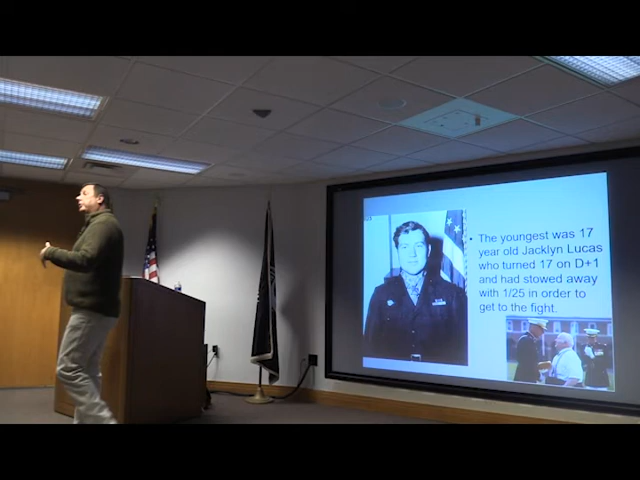 • The youngest was 17
year old Jacklyn Lucas
who turned 17 on D+1
and had stowed away
with 1/25 in order to
get to the fight.